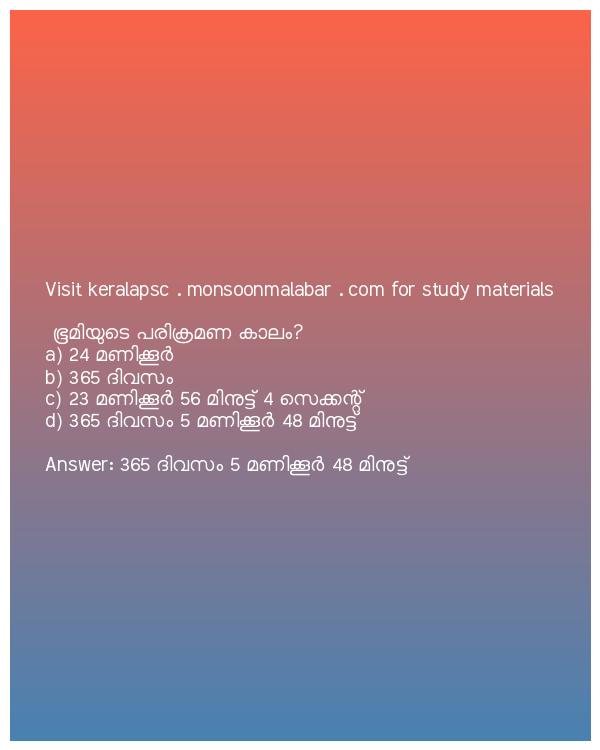 Visit keralapsc . monsoonmalabar . com for study materials
ഭൂമിയുടെ പരിക്രമണ കാലം?
a) 24 മണിക്കൂർ
b) 365 ദിവസം
c) 23 മണിക്കൂർ 56 മിനുട്ട് 4 സെക്കന്റ്
d) 365 ദിവസം 5 മണിക്കൂർ 48 മിനുട്ട്
Answer: 365 ദിവസം 5 മണിക്കൂർ 48 മിനുട്ട്